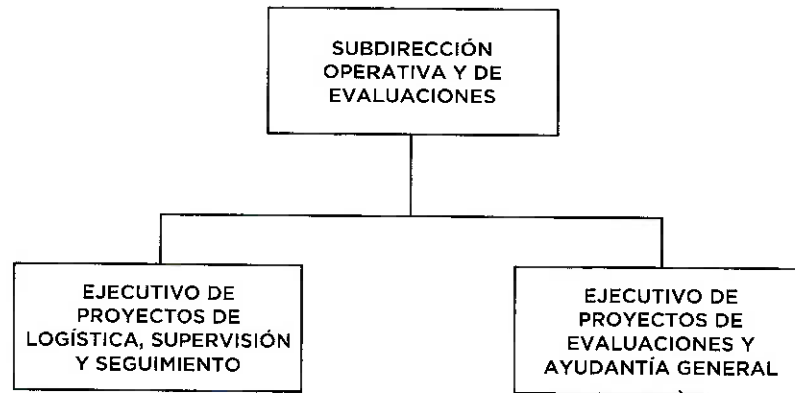 SUBDIRECCIÓN
OPERATIVA Y DE
EVALUACIONES
EJECUTIVO DE
PROYECTOS DE
LOGÍSTICA, SUPERVISIÓN
Y SEGUIMIENTO
EJECUTIVO DE
PROYECTOS DE
EVALUACIONES Y
AYUDANTÍA GENERAL